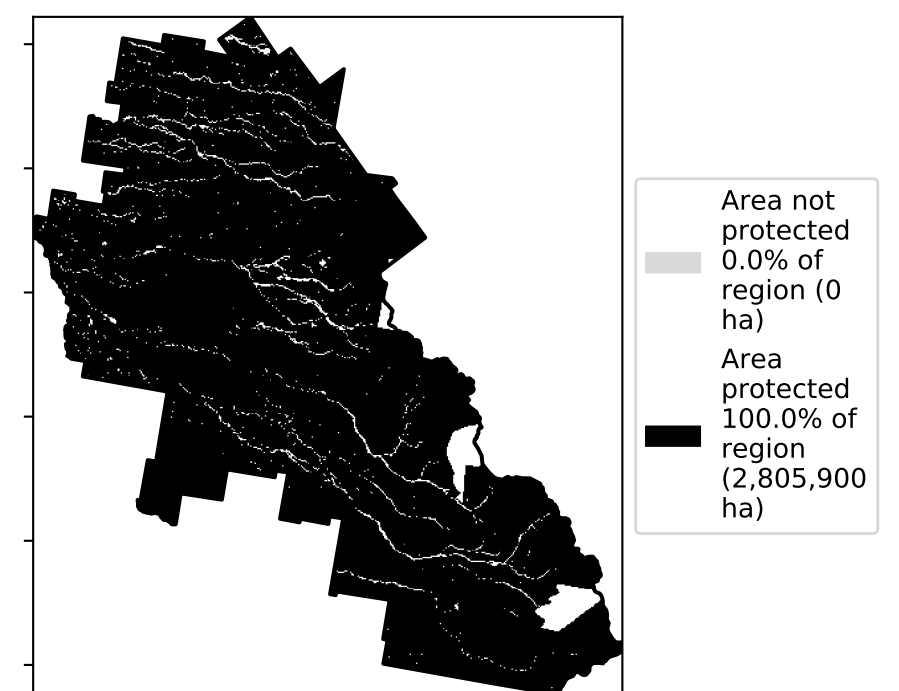 Area not
protected
0.0% of
region (0
ha)
Area
protected
100.0% of
region
(2,805,900
ha)